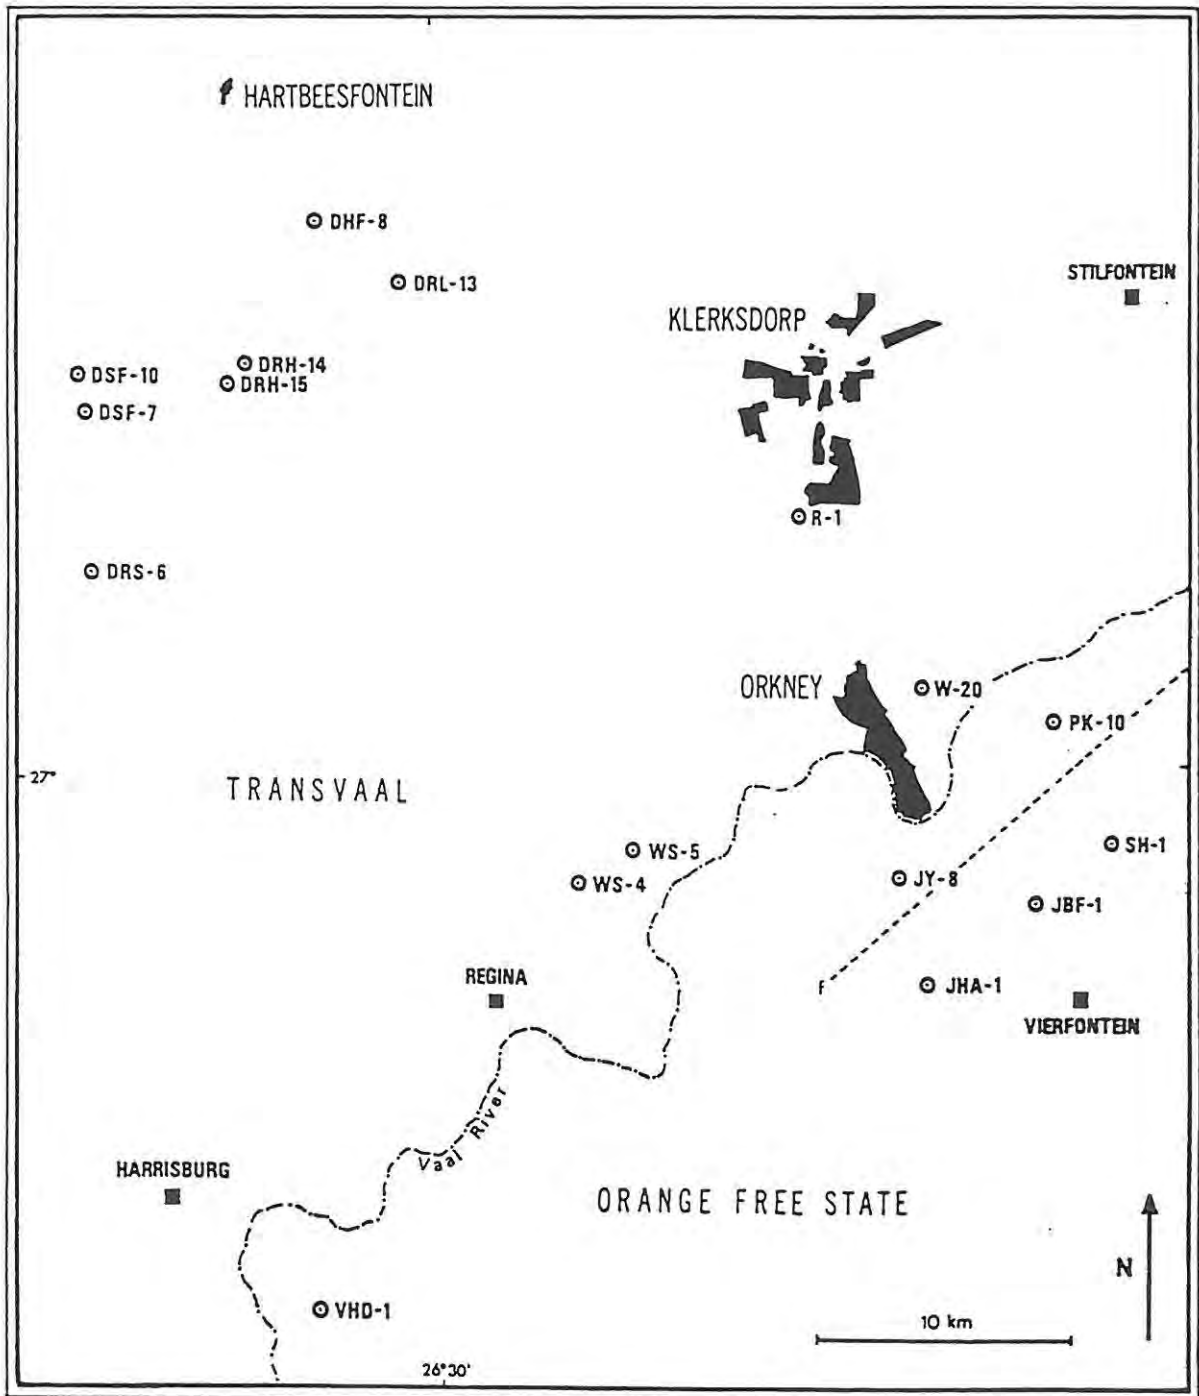 HARTBEESFONTEIN
DHF-8
STILFONTEIN
DRL-13
KLERKSDORP
DRH-14
DSF-10
DRH-15
DSF-7
R-1
DRS-6
ORKNEY
W-20
PK-10
27°
TRANSVAAL
SH-1
WS-5
WS-4
JY-8
JBF-1
REGINA
F
JHA-1
VIERFONTEIN
Vaal River
HARRISBURG
ORANGE FREE STATE
N
VHD-1
10 km
26°30'